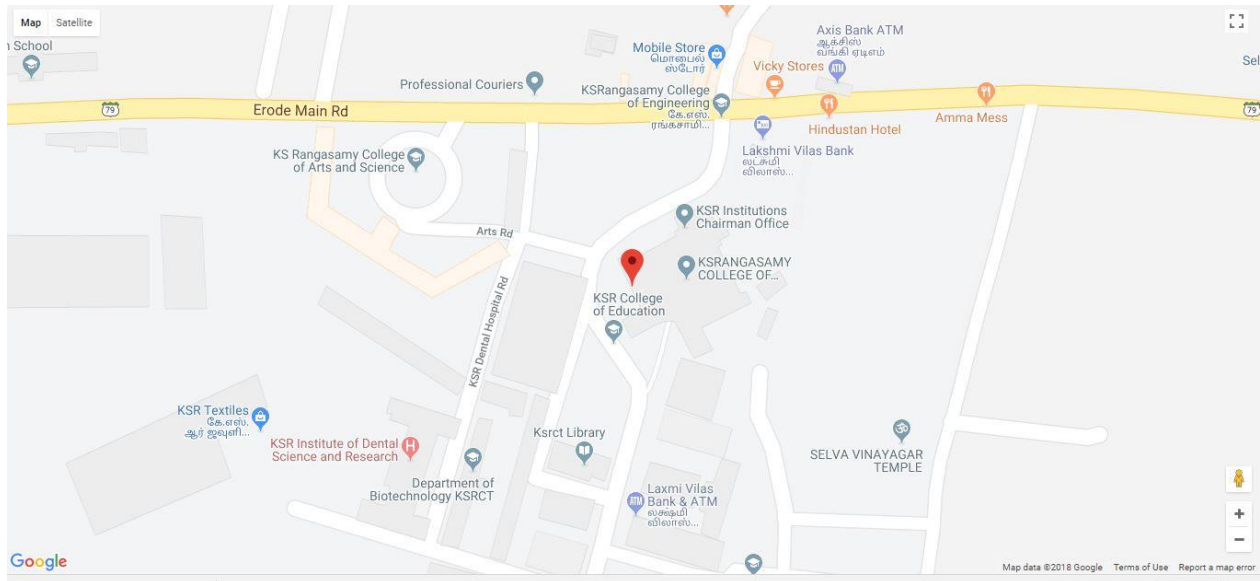 Map Satellite
n School
79
Erode Main Rd
Professional Couriers
Mobile Store
மொபைல்
ஸ்டோர்
KSRangasamy College
of Engineering
கே.எஸ்.
ரங்கசாமி...
Axis Bank ATM
ஆக்சிஸ்
வங்கி ஏடிஎம்
ATM
Vicky Stores
Hindustan Hotel
Amma Mess
Sel
79
Lakshmi Vilas Bank
லட்சுமி
விலாஸ்...
KS Rangasamy College
of Arts and Science
Arts Rd
KSR Dental Hospital Rd
KSR Institutions
Chairman Office
KSRANGASAMY
COLLEGE OF...
KSR College
of Education
KSR Textiles
கே.எஸ்.
ஆர் ஜவுளி...
KSR Institute of Dental
Science and Research
H
Department of
Biotechnology KSRCT
Ksrct Library
ATM
Laxmi Vilas
Bank & ATM
லக்ஷ்மி
விலாஸ்...
SELVA VINAYAGAR
TEMPLE
Google
Map data ©2018 Google Terms of Use Report a map error